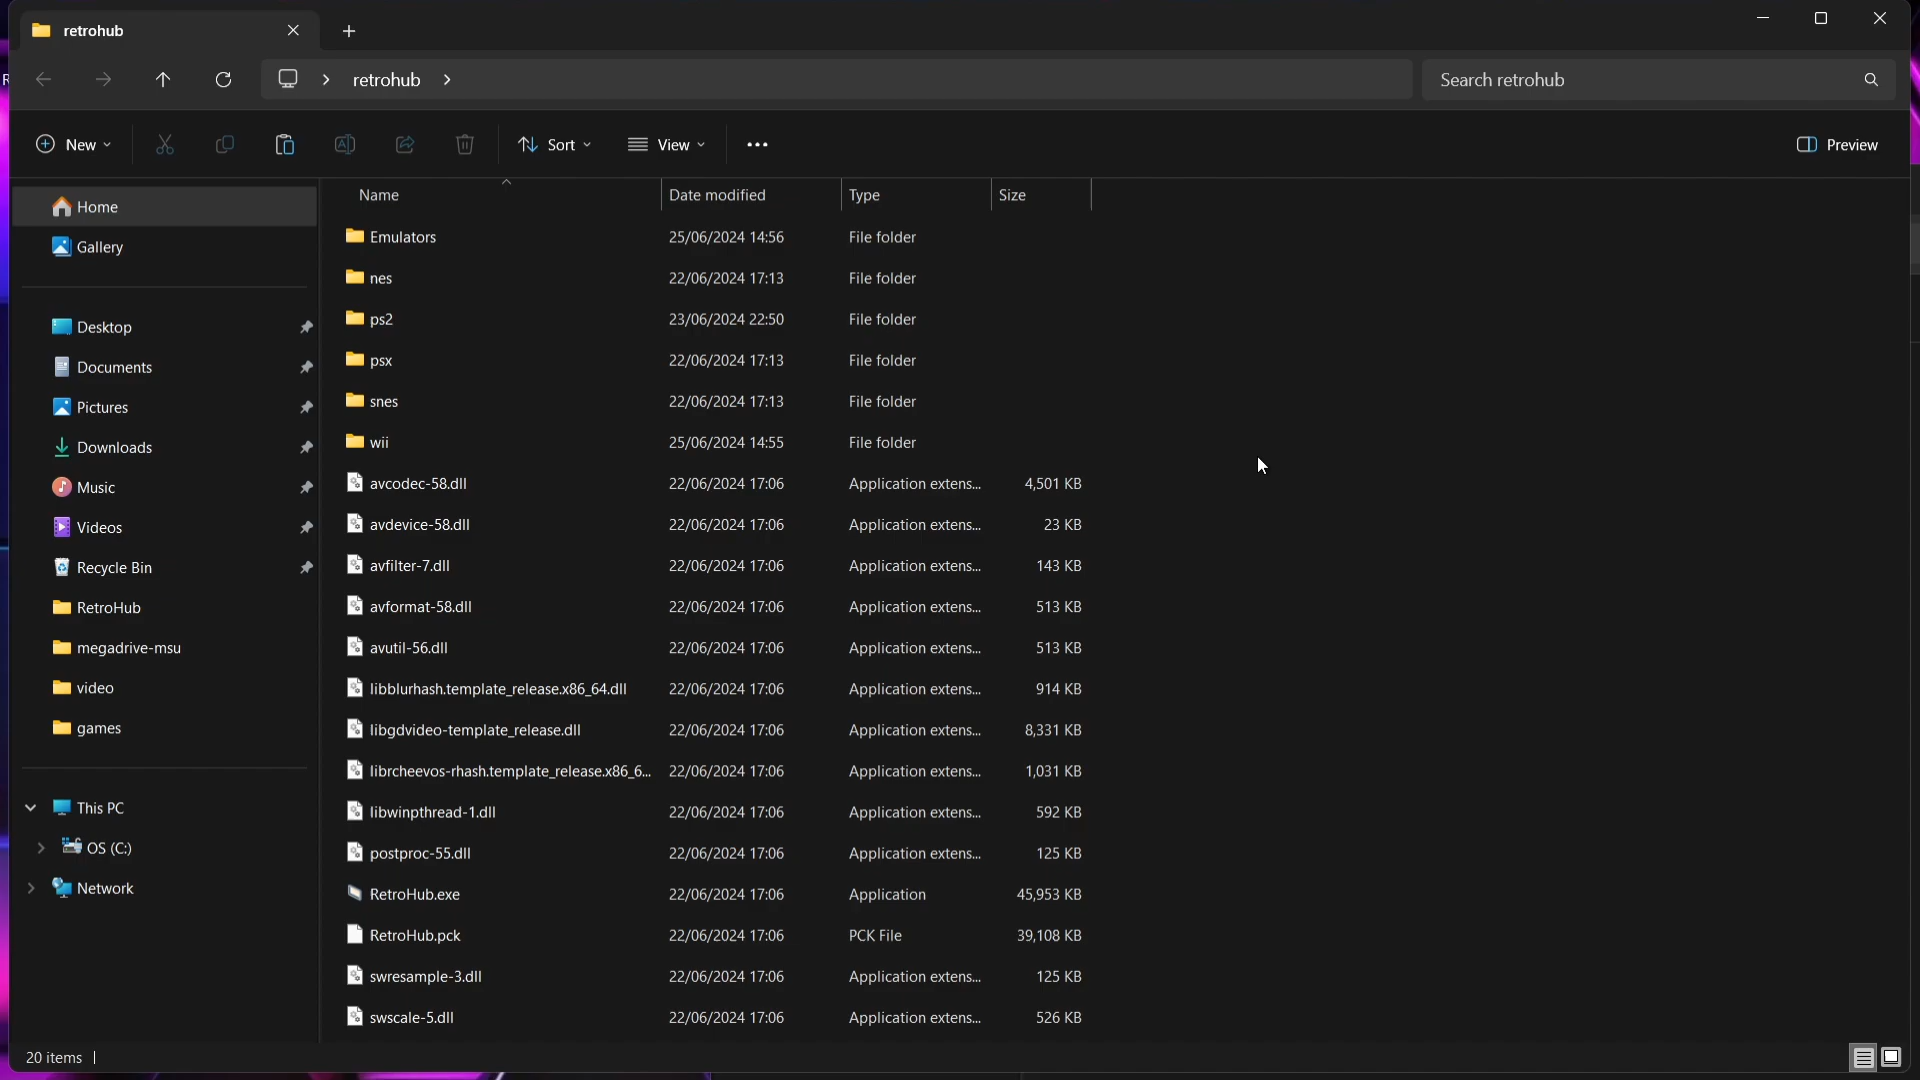 retrohub
retrohub
Search retrohub
New
Sort
View
Preview
Home
Gallery
Desktop
Documents
Pictures
Downloads
Music
Videos
Recycle Bin
RetroHub
megadrive-msu
video
games
This PC
OS (C:)
Network
Name Date modified Type Size
Emulators 25/06/2024 14:56 File folder
nes 22/06/2024 17:13 File folder
ps2 23/06/2024 22:50 File folder
psx 22/06/2024 17:13 File folder
snes 22/06/2024 17:13 File folder
wii 25/06/2024 14:55 File folder
avcodec-58.dll 22/06/2024 17:06 Application extens... 4,501 KB
avdevice-58.dll 22/06/2024 17:06 Application extens... 23 KB
avfilter-7.dll 22/06/2024 17:06 Application extens... 143 KB
avformat-58.dll 22/06/2024 17:06 Application extens... 513 KB
avutil-56.dll 22/06/2024 17:06 Application extens... 513 KB
libblurhash.template_release.x86_64.dll 22/06/2024 17:06 Application extens... 914 KB
libgdvideo-template_release.dll 22/06/2024 17:06 Application extens... 8,331 KB
librcheevos-rhash.template_release.x86_6... 22/06/2024 17:06 Application extens... 1,031 KB
libwinpthread-1.dll 22/06/2024 17:06 Application extens... 592 KB
postproc-55.dll 22/06/2024 17:06 Application extens... 125 KB
RetroHub.exe 22/06/2024 17:06 Application 45,953 KB
RetroHub.pck 22/06/2024 17:06 PCK File 39,108 KB
swresample-3.dll 22/06/2024 17:06 Application extens... 125 KB
swscale-5.dll 22/06/2024 17:06 Application extens... 526 KB
20 items